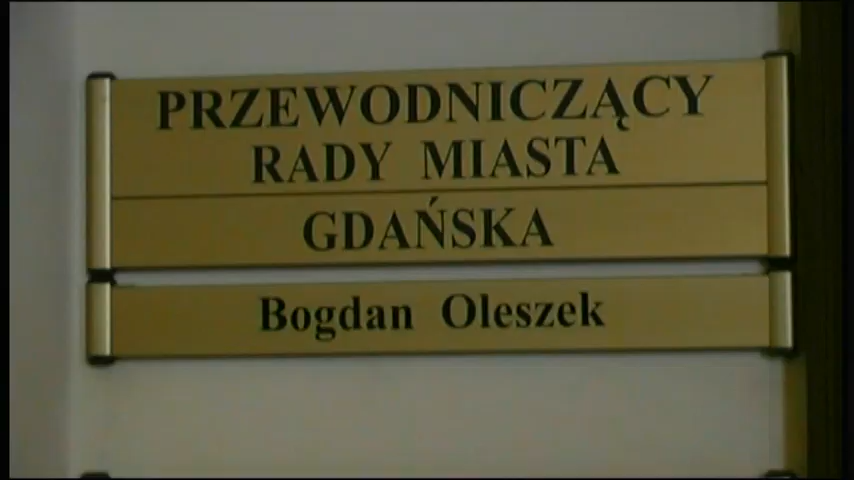 PRZEWODNICZĄCY
RADY MIASTA
GDAŃSKA
Bogdan Oleszek